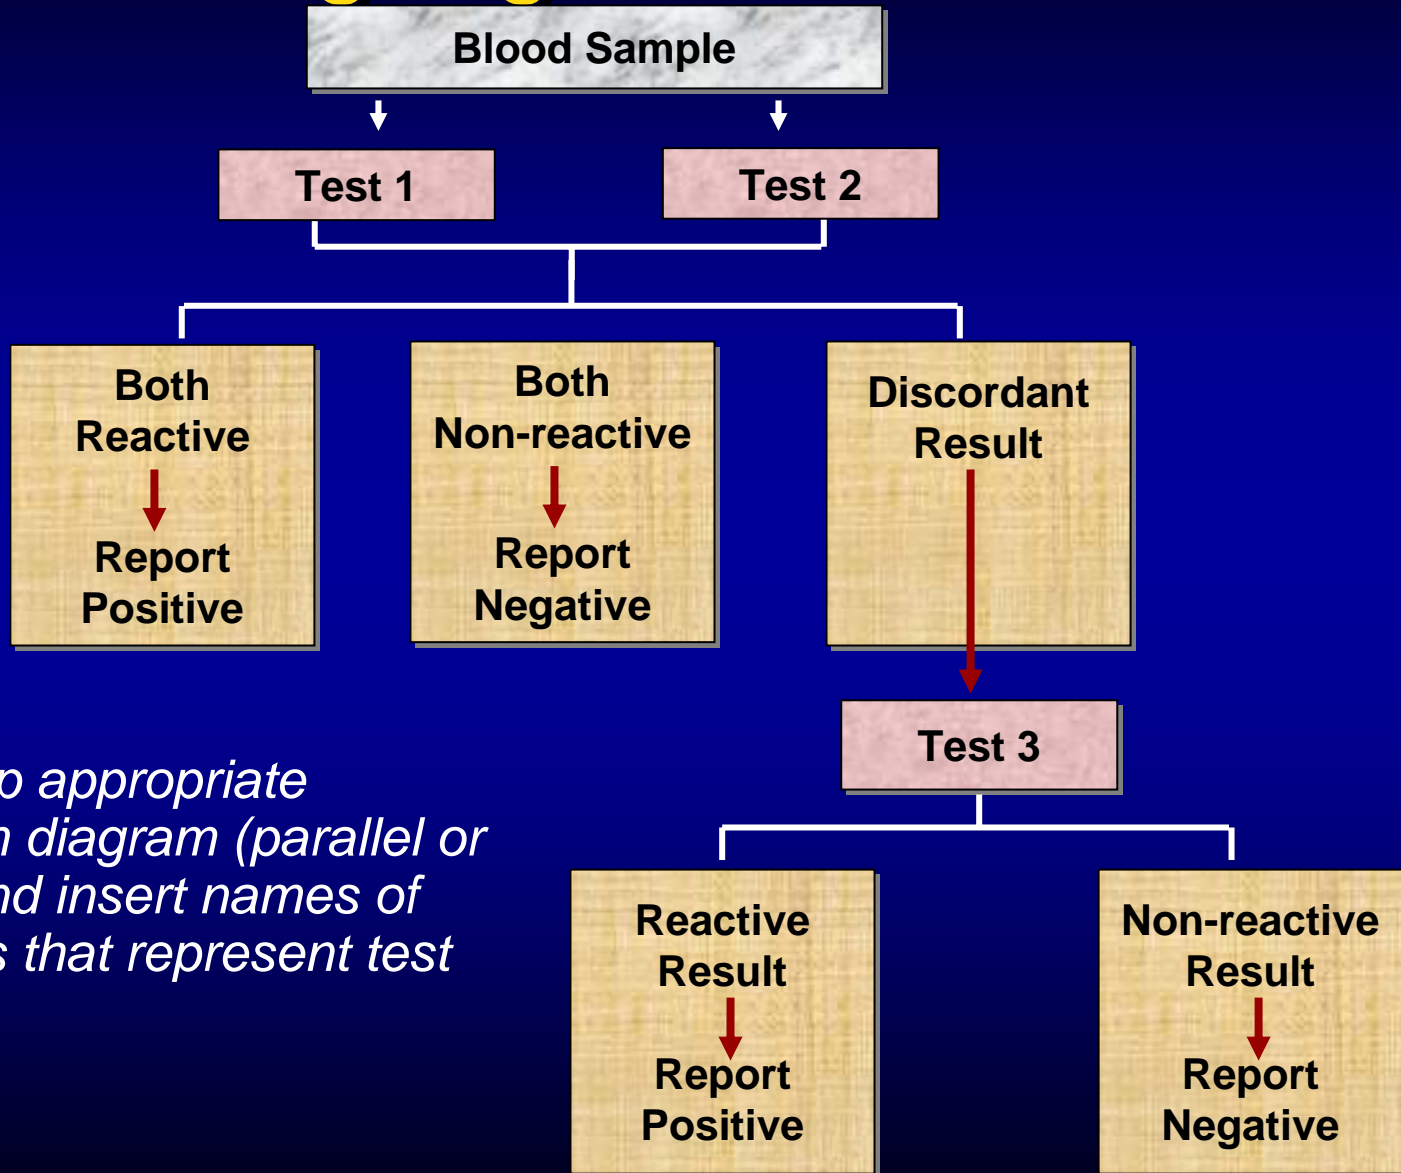 Blood Sample
Test 1
Test 2
Both
Reactive
Report
Positive
Both
Non-reactive
Report
Negative
Discordant
Result
Test 3
appropriate
diagram (parallel or
insert names of
that represent test
Reactive
Result
Report
Positive
Non-reactive
Result
Report
Negative